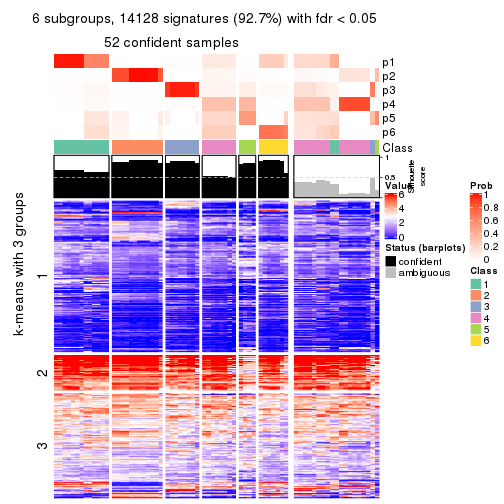 6 subgroups, 14128 signatures (92.7%) with fdr < 0.05
52 confident samples
p1
p2
p3
p4
p5
p6
Class
1
0.5
0
Silhouette
score
k-means with 3 groups
1
2
3
Value
6
4
2
0
Status (barplots)
confident
ambiguous
Prob
1
0.8
0.6
0.4
0.2
0
Class
1
2
3
4
5
6